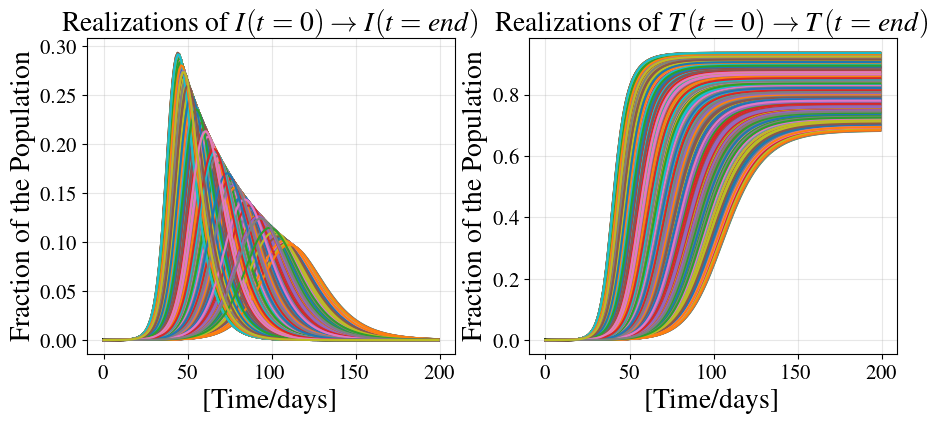 Realizations of I(t = 0) → I(t = end)
Fraction of the Population
0.30
0.25
0.20
0.15
0.10
0.05
0.00
0 50 100 150 200
[Time/days]
Realizations of T(t = 0) → T(t = end)
Fraction of the Population
0.8
0.6
0.4
0.2
0.0
0 50 100 150 200
[Time/days]